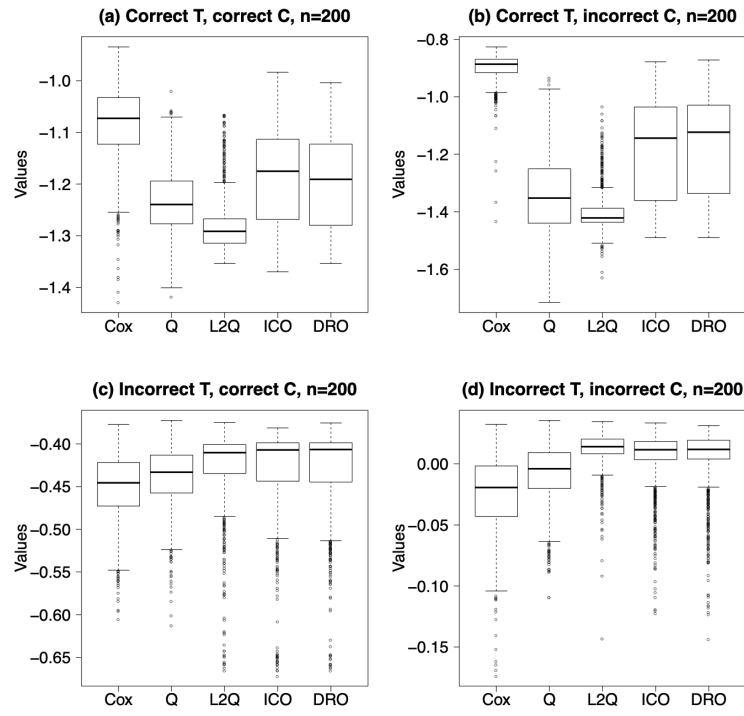 (a) Correct T, correct C, n=200
Values
−1.0
−1.1
−1.2
−1.3
−1.4
Cox Q L2Q ICO DRO
(b) Correct T, incorrect C, n=200
Values
−0.8
−1.0
−1.2
−1.4
−1.6
Cox Q L2Q ICO DRO
(c) Incorrect T, correct C, n=200
Values
−0.40
−0.45
−0.50
−0.55
−0.60
−0.65
Cox Q L2Q ICO DRO
(d) Incorrect T, incorrect C, n=200
Values
0.00
−0.05
−0.10
−0.15
Cox Q L2Q ICO DRO